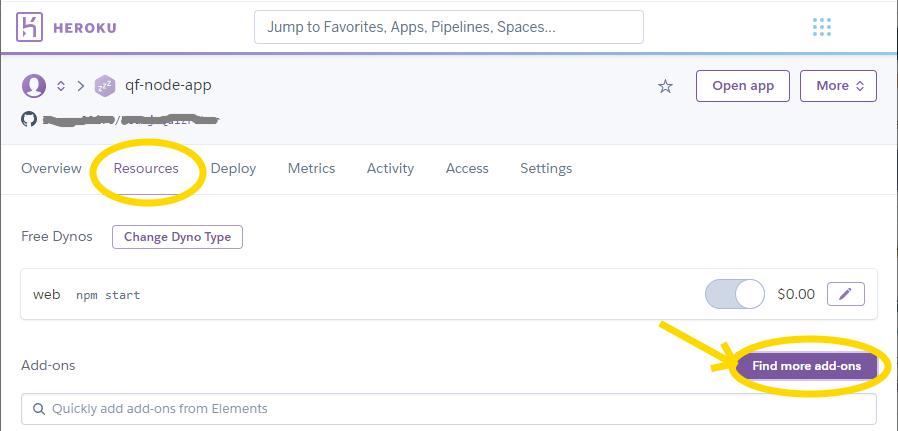 HEROKU
Jump to Favorites, Apps, Pipelines, Spaces...
qf-node-app
Open app
More
Overview Resources Deploy Metrics Activity Access Settings
Free Dynos Change Dyno Type
web npm start $0.00
Add-ons Find more add-ons
Quickly add add-ons from Elements